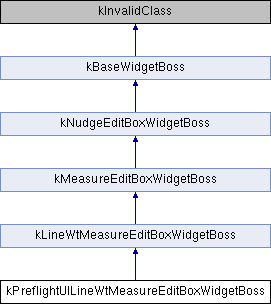 kInvalidClass
kBaseWidgetBoss
kNudgeEditBoxWidgetBoss
kMeasureEditBoxWidgetBoss
kLineWtMeasureEditBoxWidgetBoss
kPreflightUILineWtMeasureEditBoxWidgetBoss